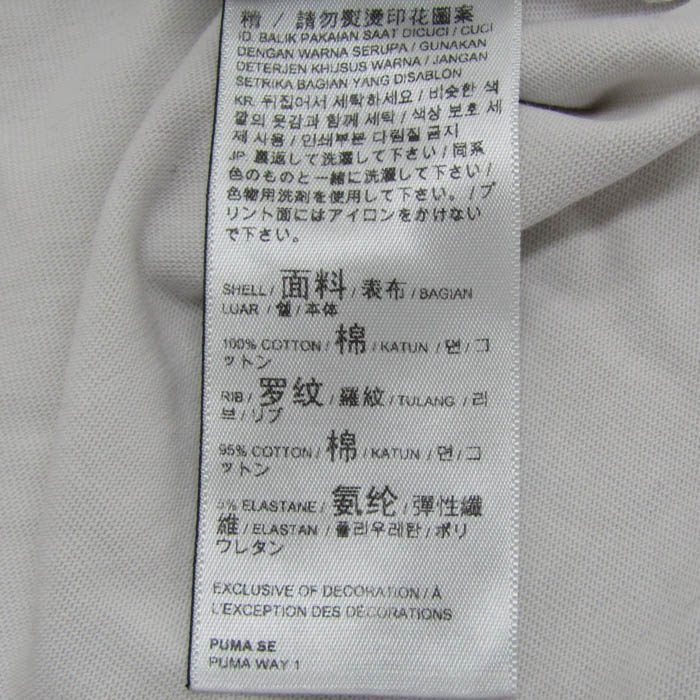 精 / 請勿熨燙印花圖案
ID. BALIK PAKAIAN SAAT DICUCI / CUCI
DENGAN WARNA SERUPA / GUNAKAN
DETERJEN KHUSUS WARNA / JANGAN
SETRIKA BAGIAN YANG DISABLON
KR. 뒤집어서 세탁하세요 / 비슷한 색
깔의 옷감과 함께 세탁 / 색상 보호 세
제 사용 / 인쇄부분 다림질 금지
JP. 裏返して洗濯して下さい / 同系
色のものと一緒に洗濯して下さい /
色物用洗剤を使用して下さい / プ
リント面にはアイロンをかけない
で下さい。
SHELL / 面料 / 表布 / BAGIAN
LUAR / 쉘 / 本体
100% COTTON / 棉 / KATUN / 면 / コ
ットン
RIB / 罗纹 / 羅紋 / TULANG / 리
브 / リブ
95% COTTON / 棉 / KATUN / 면 / コ
ットン
5% ELASTANE / 氨纶 / 彈性纖
維 / ELASTAN / 폴리우레탄 / ポリ
ウレタン
EXCLUSIVE OF DECORATION / À
L'EXCEPTION DES DÉCORATIONS
PUMA SE
PUMA WAY 1